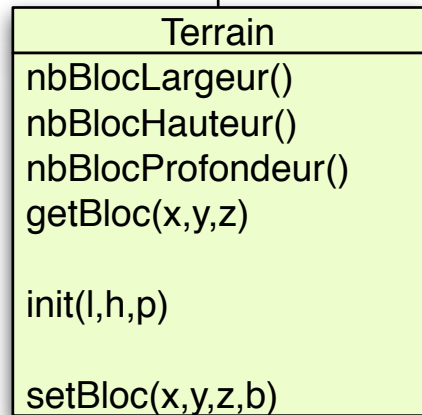 Terrain
nbBlocLargeur()
nbBlocHauteur()
nbBlocProfondeur()
getBloc(x,y,z)
init(l,h,p)
setBloc(x,y,z,b)